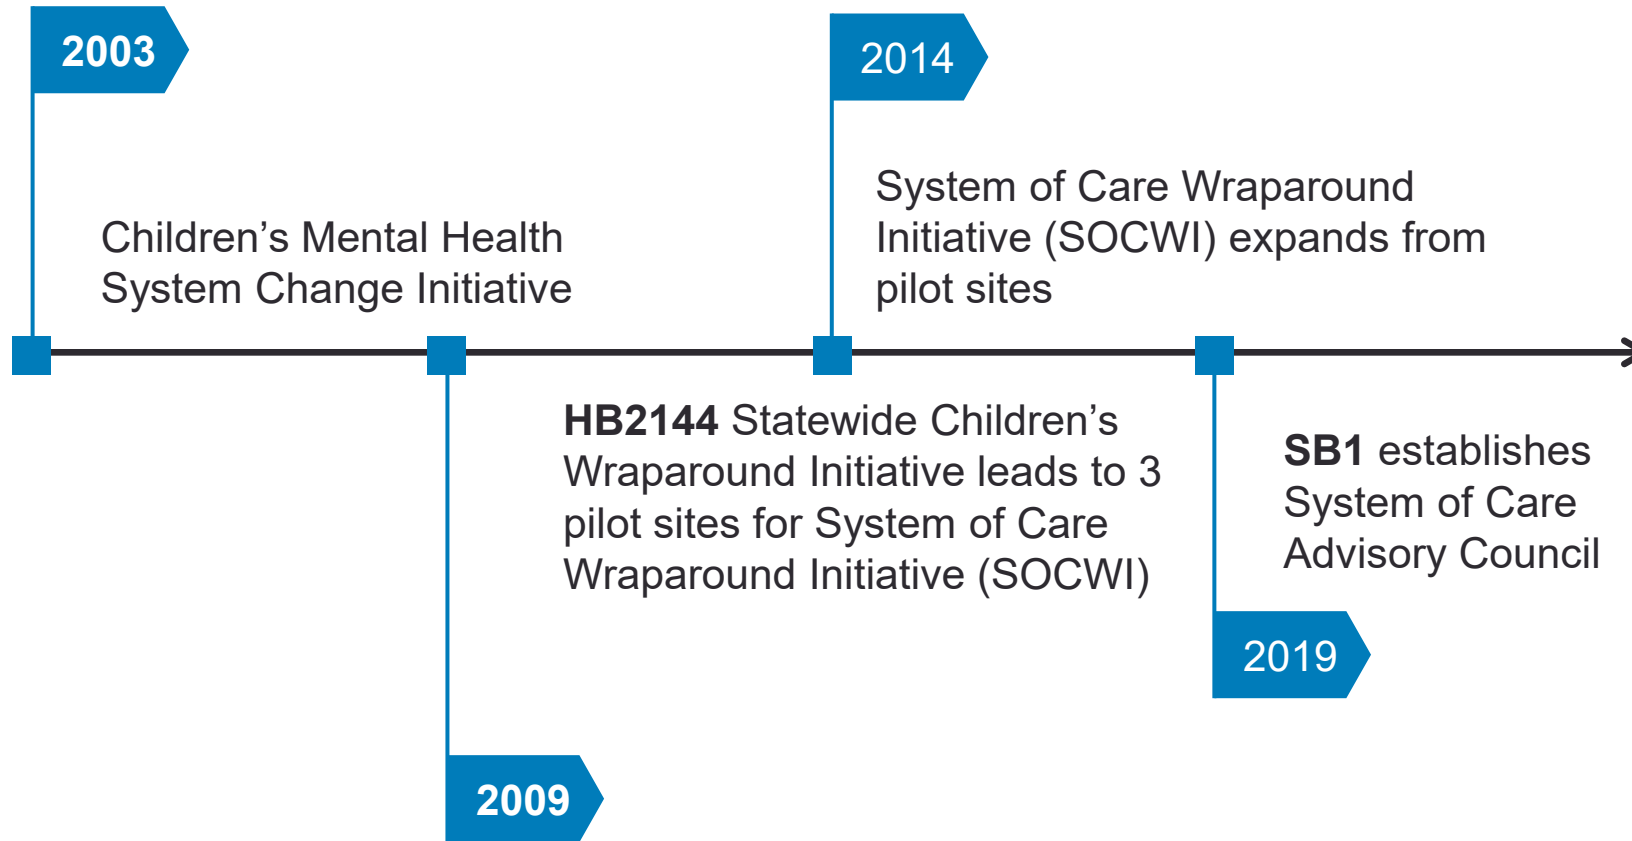 2003
Children’s Mental Health
System Change Initiative
2009
HB2144 Statewide Children’s
Wraparound Initiative leads to 3
pilot sites for System of Care
Wraparound Initiative (SOCWI)
2014
System of Care Wraparound
Initiative (SOCWI) expands from
pilot sites
SB1 establishes
System of Care
Advisory Council
2019